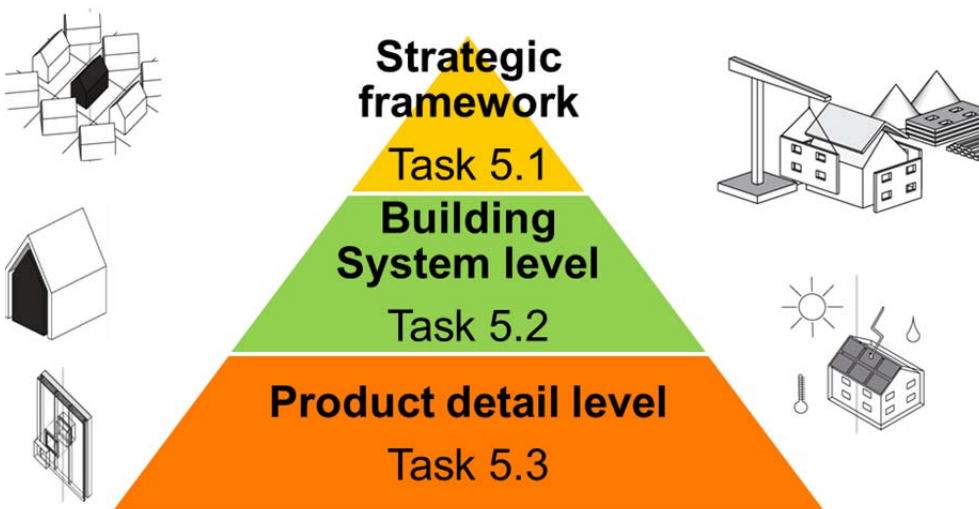 Strategic
framework
Task 5.1
Building
System level
Task 5.2
Product detail level
Task 5.3